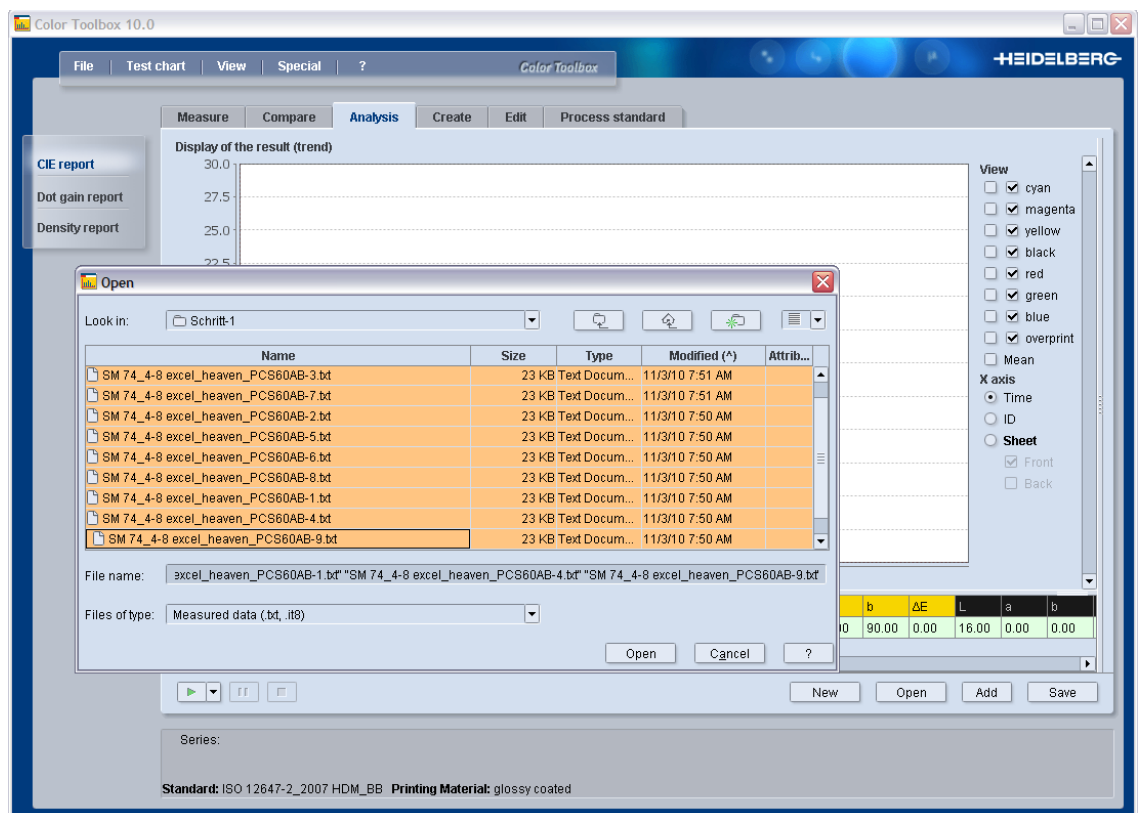 Color Toolbox 10.0
File Test chart View Special ? Color Toolbox HEIDELBERG
Measure Compare Analysis Create Edit Process standard
CIE report
Dot gain report
Density report
Display of the result (trend)
30.0
27.5
25.0
22.5
View
cyan
magenta
yellow
black
red
green
blue
overprint
Mean
X axis
Time
ID
Sheet
Front
Back
Open
Look in: Schritt-1
Name Size Type Modified (^) Attrib...
SM 74_4-8 excel_heaven_PCS60AB-3.txt 23 KB Text Docum... 11/3/10 7:51 AM
SM 74_4-8 excel_heaven_PCS60AB-7.txt 23 KB Text Docum... 11/3/10 7:51 AM
SM 74_4-8 excel_heaven_PCS60AB-2.txt 23 KB Text Docum... 11/3/10 7:50 AM
SM 74_4-8 excel_heaven_PCS60AB-5.txt 23 KB Text Docum... 11/3/10 7:50 AM
SM 74_4-8 excel_heaven_PCS60AB-6.txt 23 KB Text Docum... 11/3/10 7:50 AM
SM 74_4-8 excel_heaven_PCS60AB-8.txt 23 KB Text Docum... 11/3/10 7:50 AM
SM 74_4-8 excel_heaven_PCS60AB-1.txt 23 KB Text Docum... 11/3/10 7:50 AM
SM 74_4-8 excel_heaven_PCS60AB-4.txt 23 KB Text Docum... 11/3/10 7:50 AM
SM 74_4-8 excel_heaven_PCS60AB-9.txt 23 KB Text Docum... 11/3/10 7:50 AM
File name: excel_heaven_PCS60AB-1.txt" "SM 74_4-8 excel_heaven_PCS60AB-4.txt" "SM 74_4-8 excel_heaven_PCS60AB-9.txt"
Files of type: Measured data (.txt, .it8)
Open Cancel ?
b ΔE L a b
90.00 0.00 16.00 0.00 0.00
New Open Add Save
Series:
Standard: ISO 12647-2_2007 HDM_BB Printing Material: glossy coated